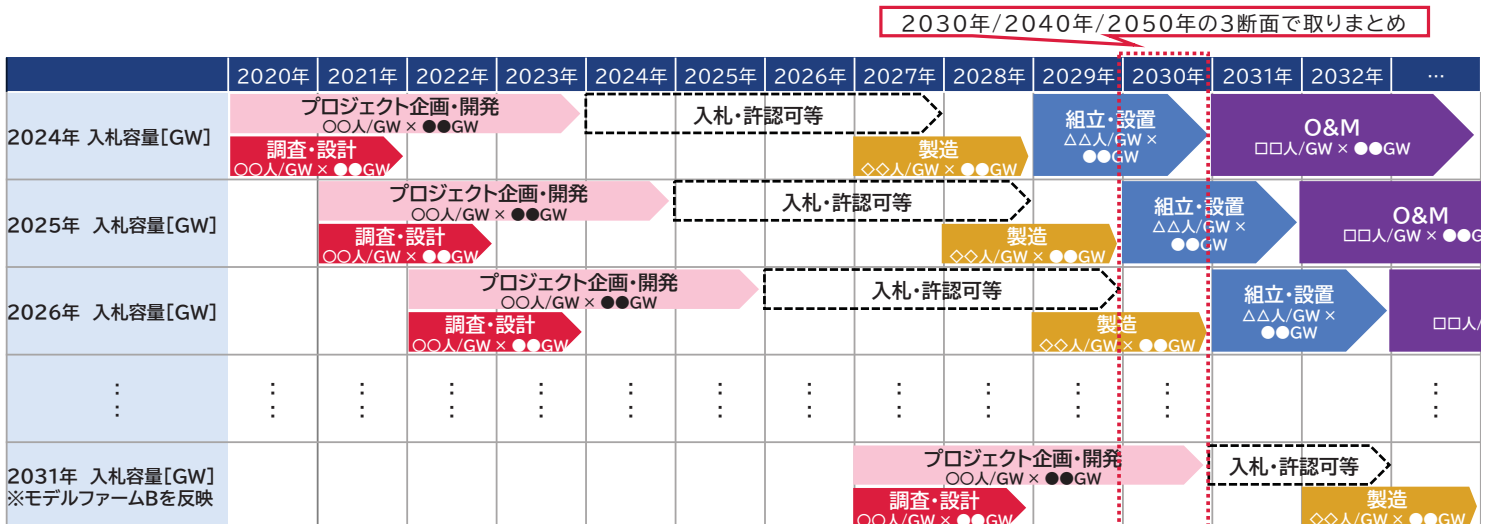 2030年/2040年/2050年の3断面で取りまとめ
2020年 2021年 2022年 2023年 2024年 2025年 2026年 2027年 2028年 2029年 2030年 2031年 2032年 …
2024年 入札容量[GW]
プロジェクト企画・開発
○○人/GW × ●●GW
調査・設計
○○人/GW × ●●GW
入札・許認可等
製造
◇◇人/GW × ●●GW
組立・設置
△△人/GW ×
●●GW
O&M
□□人/GW × ●●GW
2025年 入札容量[GW]
プロジェクト企画・開発
○○人/GW × ●●GW
調査・設計
○○人/GW × ●●GW
入札・許認可等
製造
◇◇人/GW × ●●GW
組立・設置
△△人/GW ×
●●GW
O&M
□□人/GW × ●●G
2026年 入札容量[GW]
プロジェクト企画・開発
○○人/GW × ●●GW
調査・設計
○○人/GW × ●●GW
入札・許認可等
製造
◇◇人/GW × ●●GW
組立・設置
△△人/GW ×
●●GW
□□人/
: : : : : : : : : : : :
: : : : : : : : : : : :
2031年 入札容量[GW]
※モデルファームBを反映
プロジェクト企画・開発
○○人/GW × ●●GW
調査・設計
○○人/GW × ●●GW
入札・許認可等
製造
◇◇人/GW × ●●GW